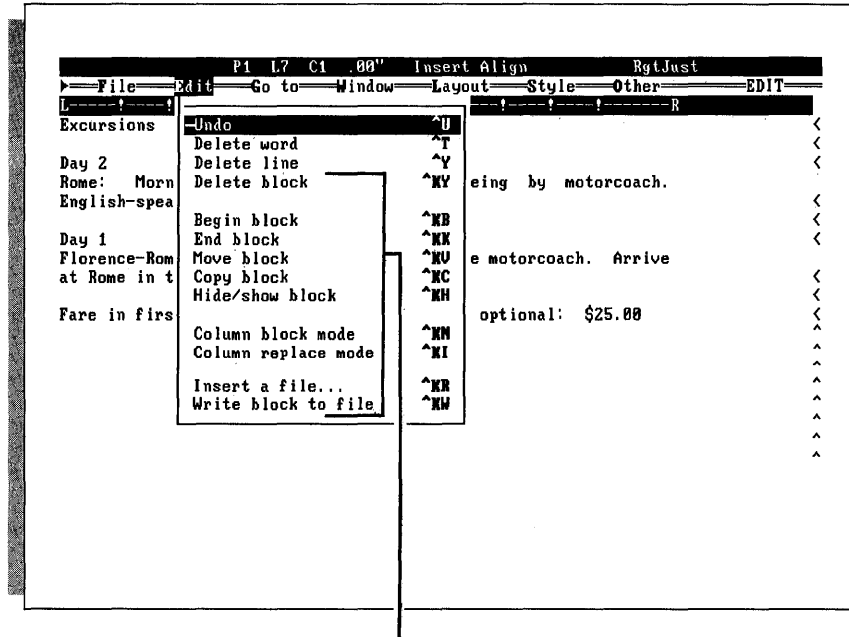 P1 L7 C1 .00" Insert Align RgtJust
File Edit Go to Window Layout Style Other EDIT
L-----!----! ---!----!----!-------R
Excursions -Undo ^U <
Delete word ^T <
Day 2 Delete line ^Y <
Rome: Morn Delete block ^KY eing by motorcoach.
English-spea <
Begin block ^KB <
Day 1 End block ^KK <
Florence-Rom Move block ^KV e motorcoach. Arrive
at Rome in t Copy block ^KC <
Hide/show block ^KH <
Fare in firs optional: $25.00 <
Column block mode ^KN ^
Column replace mode ^KI ^
^
Insert a file... ^KR ^
Write block to file ^KW ^
^
^
^